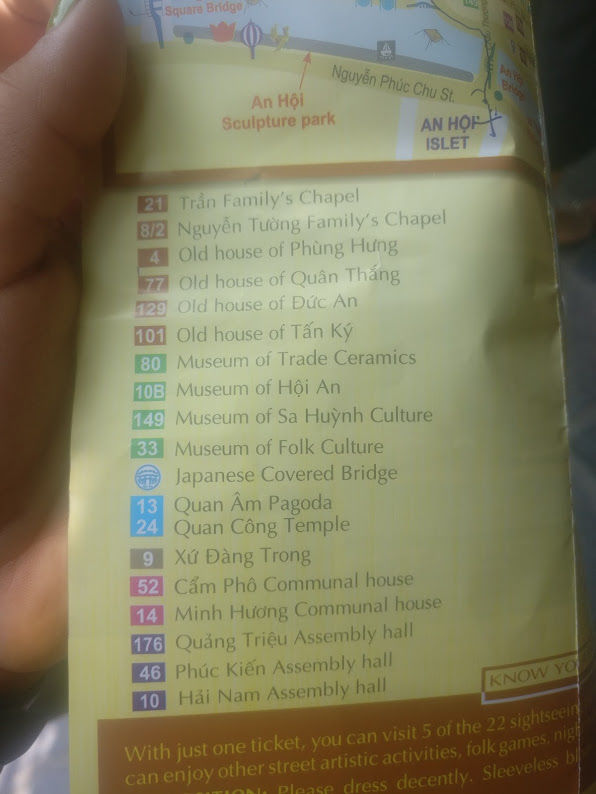 Square Bridge
Nguyễn Phúc Chu St.
An Hội
Sculpture park
An Hội
Bridge
AN HỘI
ISLET
21 Trần Family's Chapel
8/2 Nguyễn Tường Family's Chapel
4 Old house of Phùng Hưng
77 Old house of Quân Thắng
129 Old house of Đức An
101 Old house of Tấn Ký
80 Museum of Trade Ceramics
10B Museum of Hội An
149 Museum of Sa Huỳnh Culture
33 Museum of Folk Culture
Japanese Covered Bridge
13 Quan Âm Pagoda
24 Quan Công Temple
9 Xứ Đàng Trong
52 Cẩm Phô Communal house
14 Minh Hương Communal house
176 Quảng Triệu Assembly hall
46 Phúc Kiến Assembly hall
10 Hải Nam Assembly hall
KNOW YO
With just one ticket, you can visit 5 of the 22 sightseein
can enjoy other street artistic activities, folk games, nigh
Please dress decently. Sleeveless bl